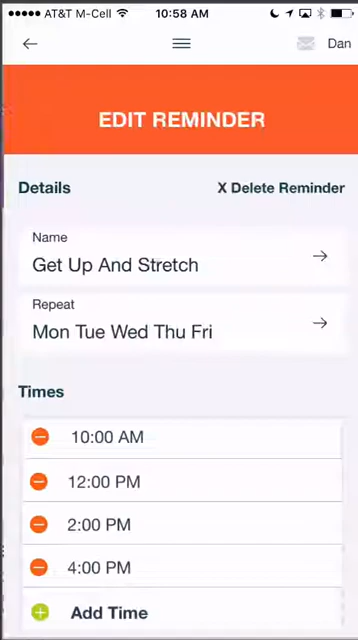 AT&T M-Cell 10:58 AM
Dan
EDIT REMINDER
Details X Delete Reminder
Name
Get Up And Stretch
Repeat
Mon Tue Wed Thu Fri
Times
10:00 AM
12:00 PM
2:00 PM
4:00 PM
Add Time